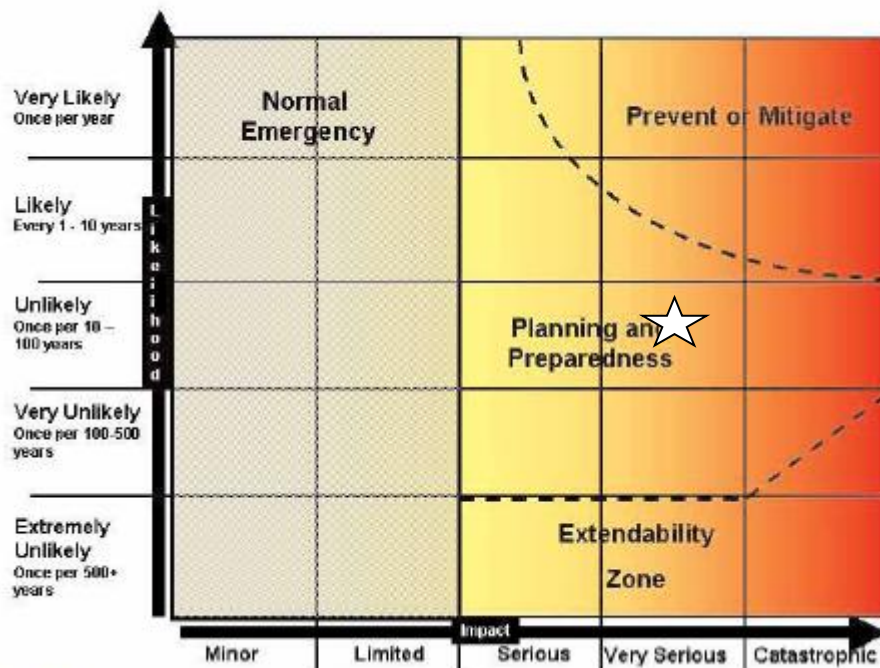 Very Likely
Once per year
Normal
Emergency
Prevent or Mitigate
Likely
Every 1 - 10 years
Likelihood
Unlikely
Once per 10 –
100 years
Planning and
Preparedness
Very Unlikely
Once per 100-500
years
Extremely
Unlikely
Once per 500+
years
Extendability
Zone
Impact
Minor
Limited
Serious
Very Serious
Catastrophic